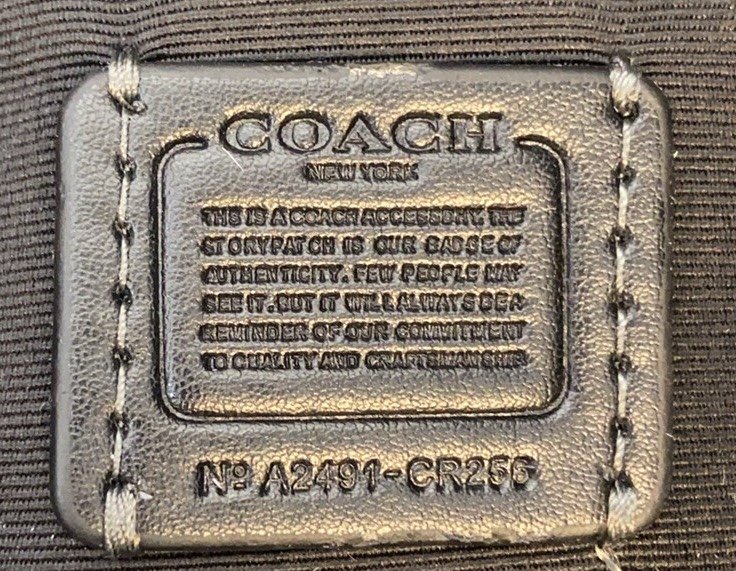 COACH
NEW YORK
THIS IS A COACH ACCESSORY. THE
STORYPATCH IS OUR BADGE OF
AUTHENTICITY. FEW PEOPLE MAY
SEE IT. BUT IT WILL ALWAYS BE A
REMINDER OF OUR COMMITMENT
TO QUALITY AND CRAFTSMANSHIP
Nº A2491-CR255